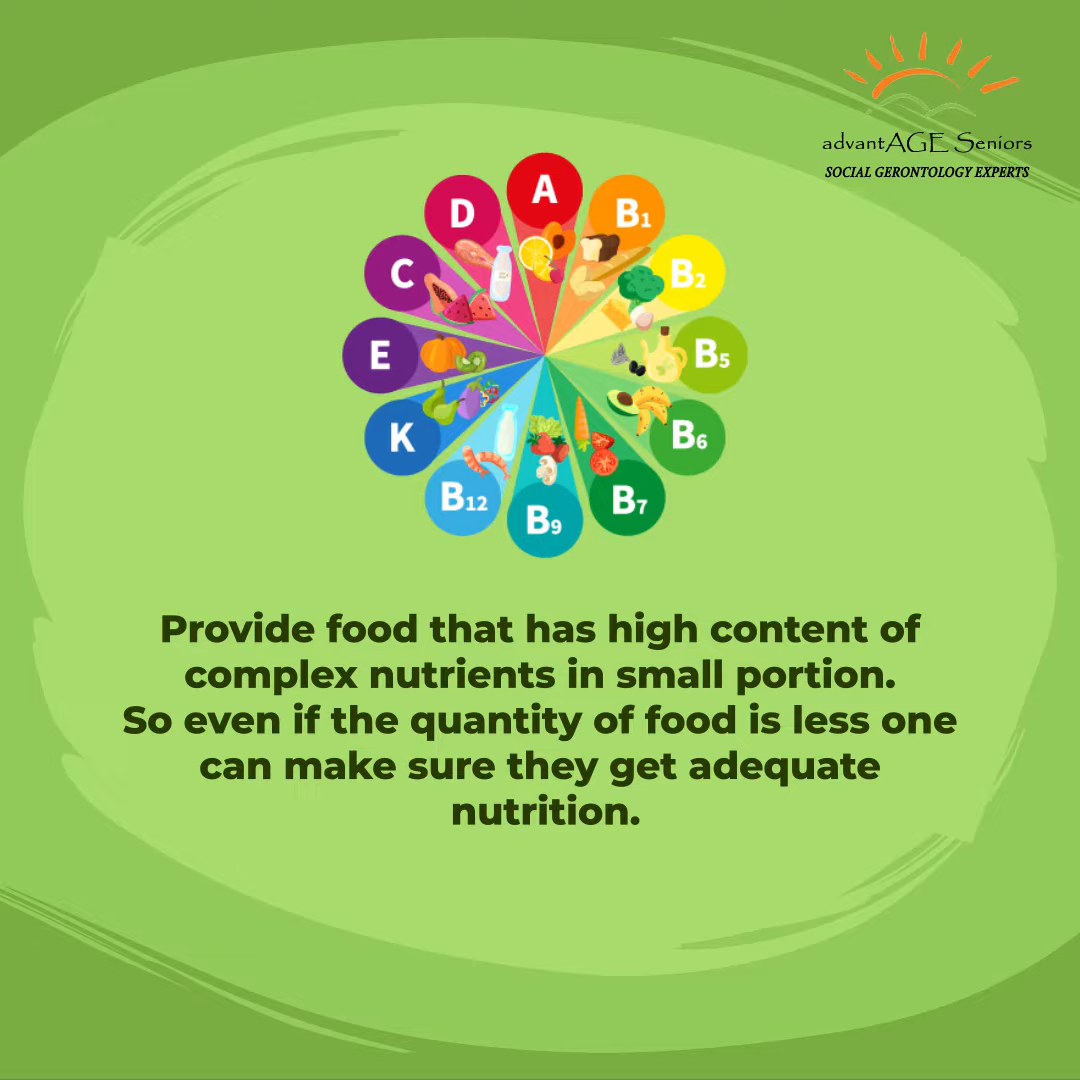 advantAGE Seniors
SOCIAL GERONTOLOGY EXPERTS
A
B1
B2
B5
B6
B7
B9
B12
K
E
C
D
Provide food that has high content of
complex nutrients in small portion.
So even if the quantity of food is less one
can make sure they get adequate
nutrition.